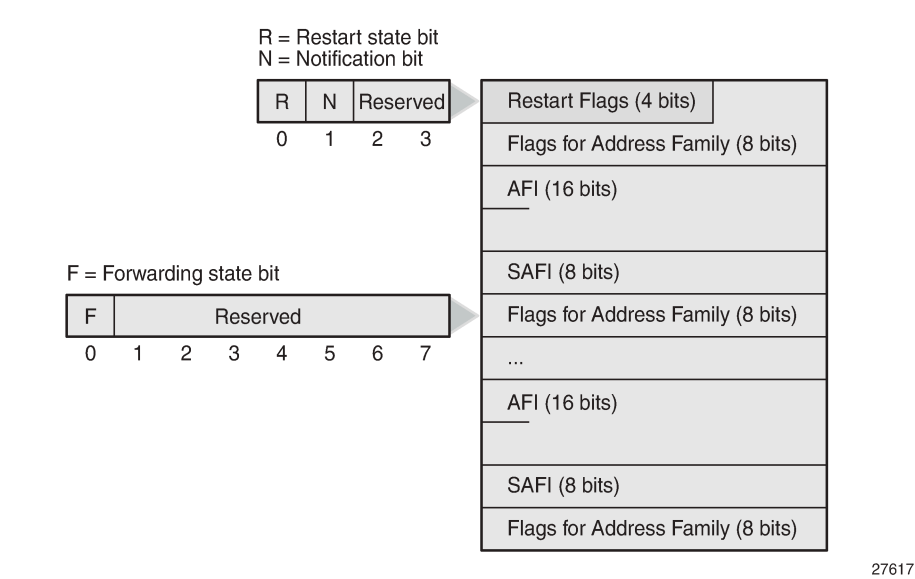 R = Restart state bit
N = Notification bit
R N Reserved
0 1 2 3
Restart Flags (4 bits)
Flags for Address Family (8 bits)
AFI (16 bits)
SAFI (8 bits)
F = Forwarding state bit
F Reserved
0 1 2 3 4 5 6 7
Flags for Address Family (8 bits)
...
AFI (16 bits)
SAFI (8 bits)
Flags for Address Family (8 bits)
27617